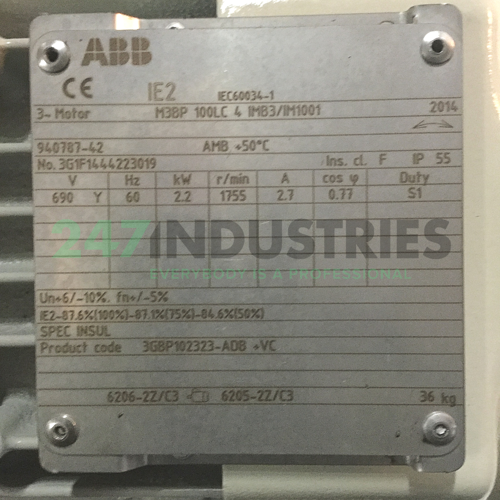 ABB
CE IE2 IEC60034-1
3~ Motor M3BP 100LC 4 IMB3/IM1001 2014
940787-42 AMB +50°C
No. 3G1F1444223019 Ins. cl. F IP 55
V Hz kW r/min A cos φ Duty
690 Y 60 2.2 1755 2.7 0.77 S1
247INDUSTRIES
EVERYBODY IS A PROFESSIONAL
Un+6/-10%. fn+/-5%
IE2-87.6%(100%)-87.1%(75%)-84.6%(50%)
SPEC INSUL
Product code 3GBP102323-ADB +VC
6206-2Z/C3 6205-2Z/C3 36 kg